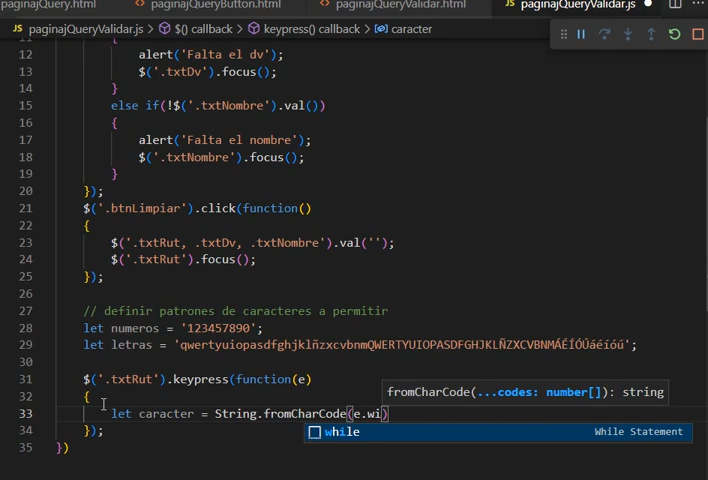 paginajQuery.html paginajQueryButton.html paginajQueryValidar.html JS paginajQueryValidar.js
JS paginajQueryValidar.js > $() callback > keypress() callback > caracter
11 {
12 alert('Falta el dv');
13 $('.txtDv').focus();
14 }
15 else if(!$('.txtNombre').val())
16 {
17 alert('Falta el nombre');
18 $('.txtNombre').focus();
19 }
20 });
21 $('.btnLimpiar').click(function()
22 {
23 $('.txtRut, .txtDv, .txtNombre').val('');
24 $('.txtRut').focus();
25 });
26
27 // definir patrones de caracteres a permitir
28 let numeros = '123457890';
29 let letras = 'qwertyuiopasdfghjklñzxcvbnmQWERTYUIOPASDFGHJKLÑZXCVBNMÁÉÍÓÚáéíóú';
30
31 $('.txtRut').keypress(function(e)
fromCharCode(...codes: number[]): string
32 {
33 let caracter = String.fromCharCode(e.wi)
while While Statement
34 });
35 })